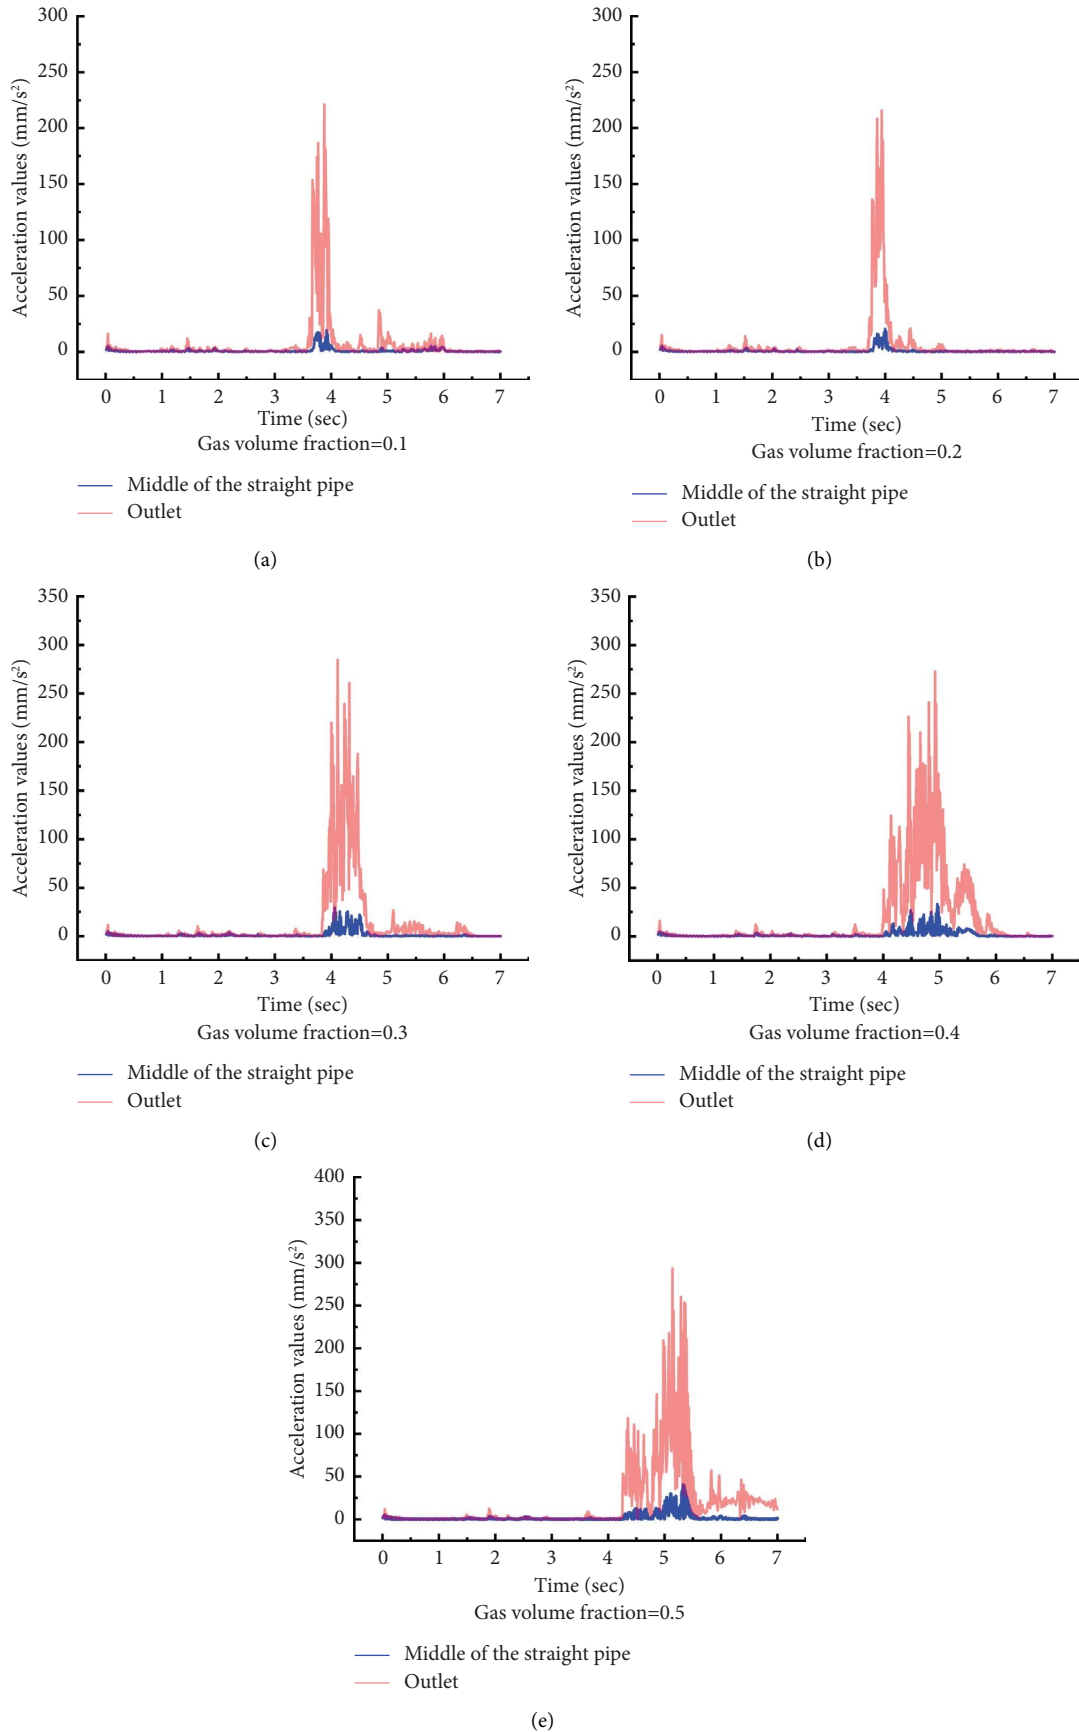 300
250
200
150
100
50
0
Acceleration values (mm/s²)
0 1 2 3 4 5 6 7
Time (sec)
Gas volume fraction=0.1
Middle of the straight pipe
Outlet
(a)
300
250
200
150
100
50
0
Acceleration values (mm/s²)
0 1 2 3 4 5 6 7
Time (sec)
Gas volume fraction=0.2
Middle of the straight pipe
Outlet
(b)
350
300
250
200
150
100
50
0
Acceleration values (mm/s²)
0 1 2 3 4 5 6 7
Time (sec)
Gas volume fraction=0.3
Middle of the straight pipe
Outlet
(c)
350
300
250
200
150
100
50
0
Acceleration values (mm/s²)
0 1 2 3 4 5 6 7
Time (sec)
Gas volume fraction=0.4
Middle of the straight pipe
Outlet
(d)
400
350
300
250
200
150
100
50
0
Acceleration values (mm/s²)
0 1 2 3 4 5 6 7
Time (sec)
Gas volume fraction=0.5
Middle of the straight pipe
Outlet
(e)